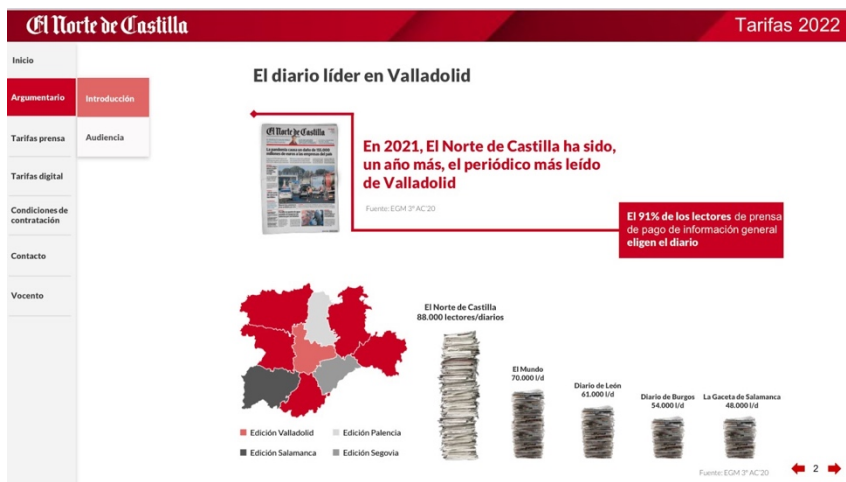 El Norte de Castilla
Tarifas 2022
Inicio
Argumentario
Introducción
Audiencia
Tarifas prensa
Tarifas digital
Condiciones de
contratación
Contacto
Vocento
El diario líder en Valladolid
El Norte de Castilla
En 2021, El Norte de Castilla ha sido,
un año más, el periódico más leído
de Valladolid
Fuente: EGM 3º AC'20
El 91% de los lectores de prensa
de pago de información general
eligen el diario
El Norte de Castilla
88.000 lectores/diarios
El Mundo
70.000 l/d
Diario de León
61.000 l/d
Diario de Burgos
54.000 l/d
La Gaceta de Salamanca
48.000 l/d
Edición Valladolid
Edición Palencia
Edición Salamanca
Edición Segovia
Fuente: EGM 3º AC'20
2